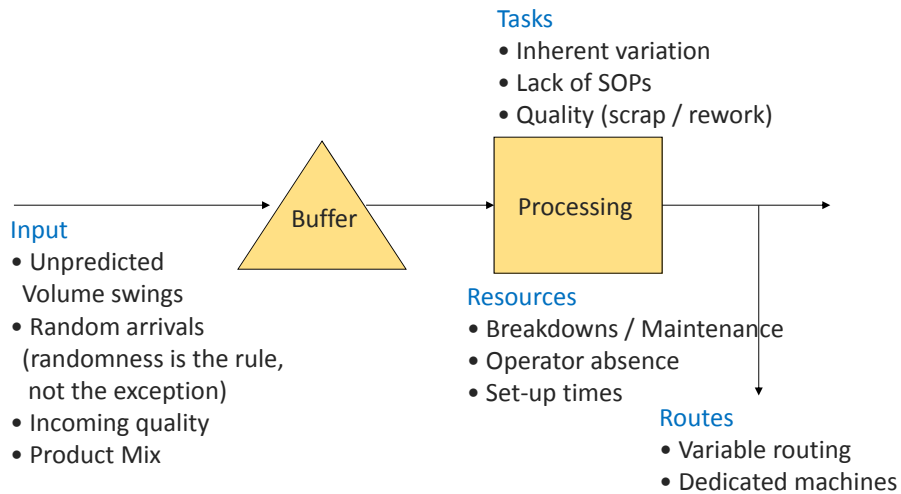 Tasks
• Inherent variation
• Lack of SOPs
• Quality (scrap / rework)
Buffer
Processing
Input
• Unpredicted
Volume swings
• Random arrivals
(randomness is the rule,
not the exception)
• Incoming quality
• Product Mix
Resources
• Breakdowns / Maintenance
• Operator absence
• Set-up times
Routes
• Variable routing
• Dedicated machines